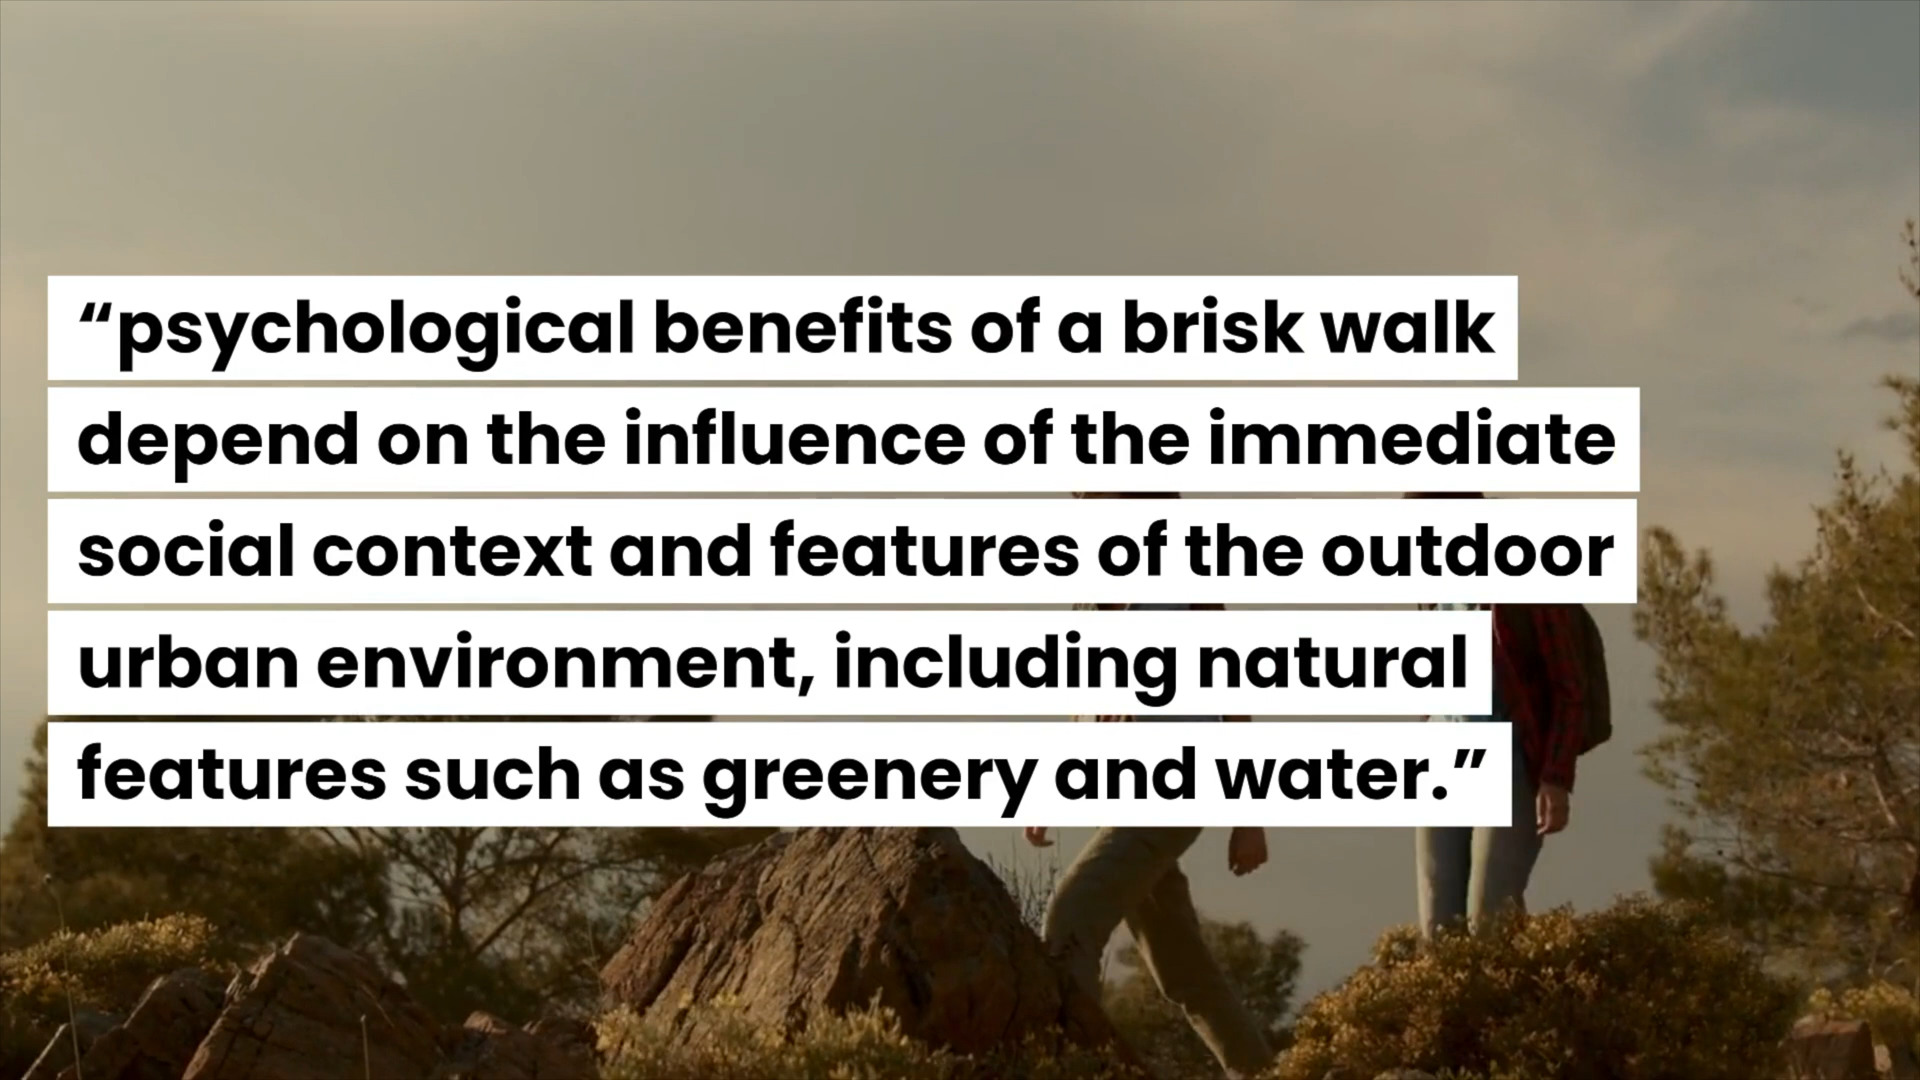 “psychological benefits of a brisk walk
depend on the influence of the immediate
social context and features of the outdoor
urban environment, including natural
features such as greenery and water.”